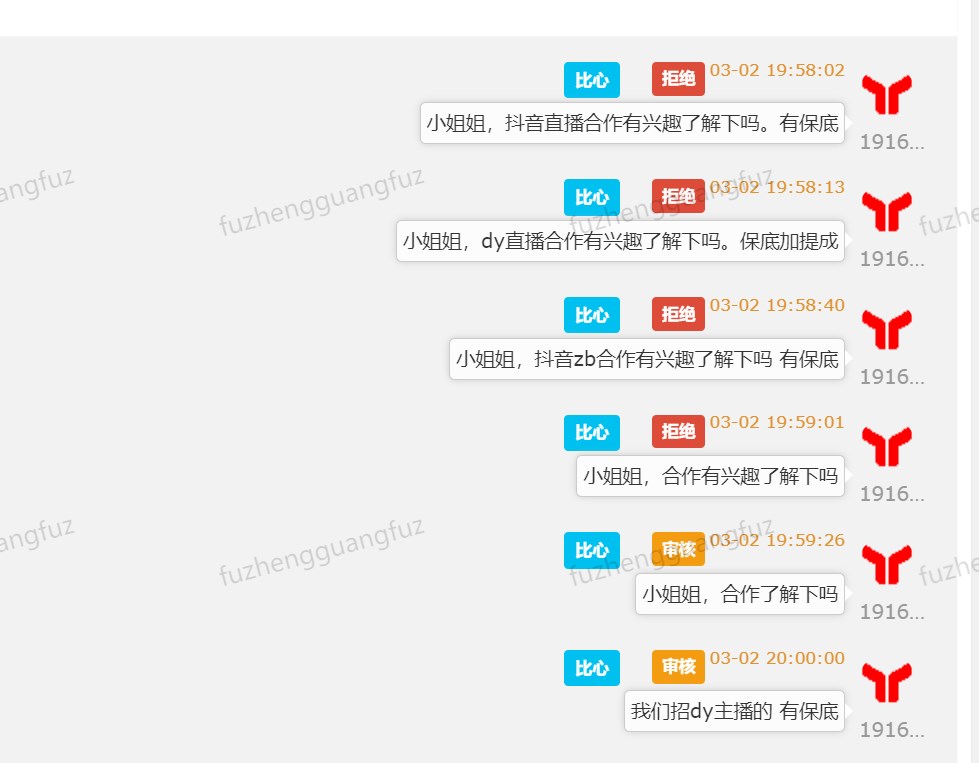 比心 拒绝 03-02 19:58:02
小姐姐，抖音直播合作有兴趣了解下吗。有保底
1916...
比心 拒绝 03-02 19:58:13
小姐姐，dy直播合作有兴趣了解下吗。保底加提成
1916...
angfuz fuzhengguangfuz fuzhengguangfuz fuzhe
比心 拒绝 03-02 19:58:40
小姐姐，抖音zb合作有兴趣了解下吗 有保底
1916...
比心 拒绝 03-02 19:59:01
小姐姐，合作有兴趣了解下吗
1916...
比心 审核 03-02 19:59:26
小姐姐，合作了解下吗
1916...
angfuz fuzhengguangfuz fuzhengguangfuz fuzhe
比心 审核 03-02 20:00:00
我们招dy主播的 有保底
1916...